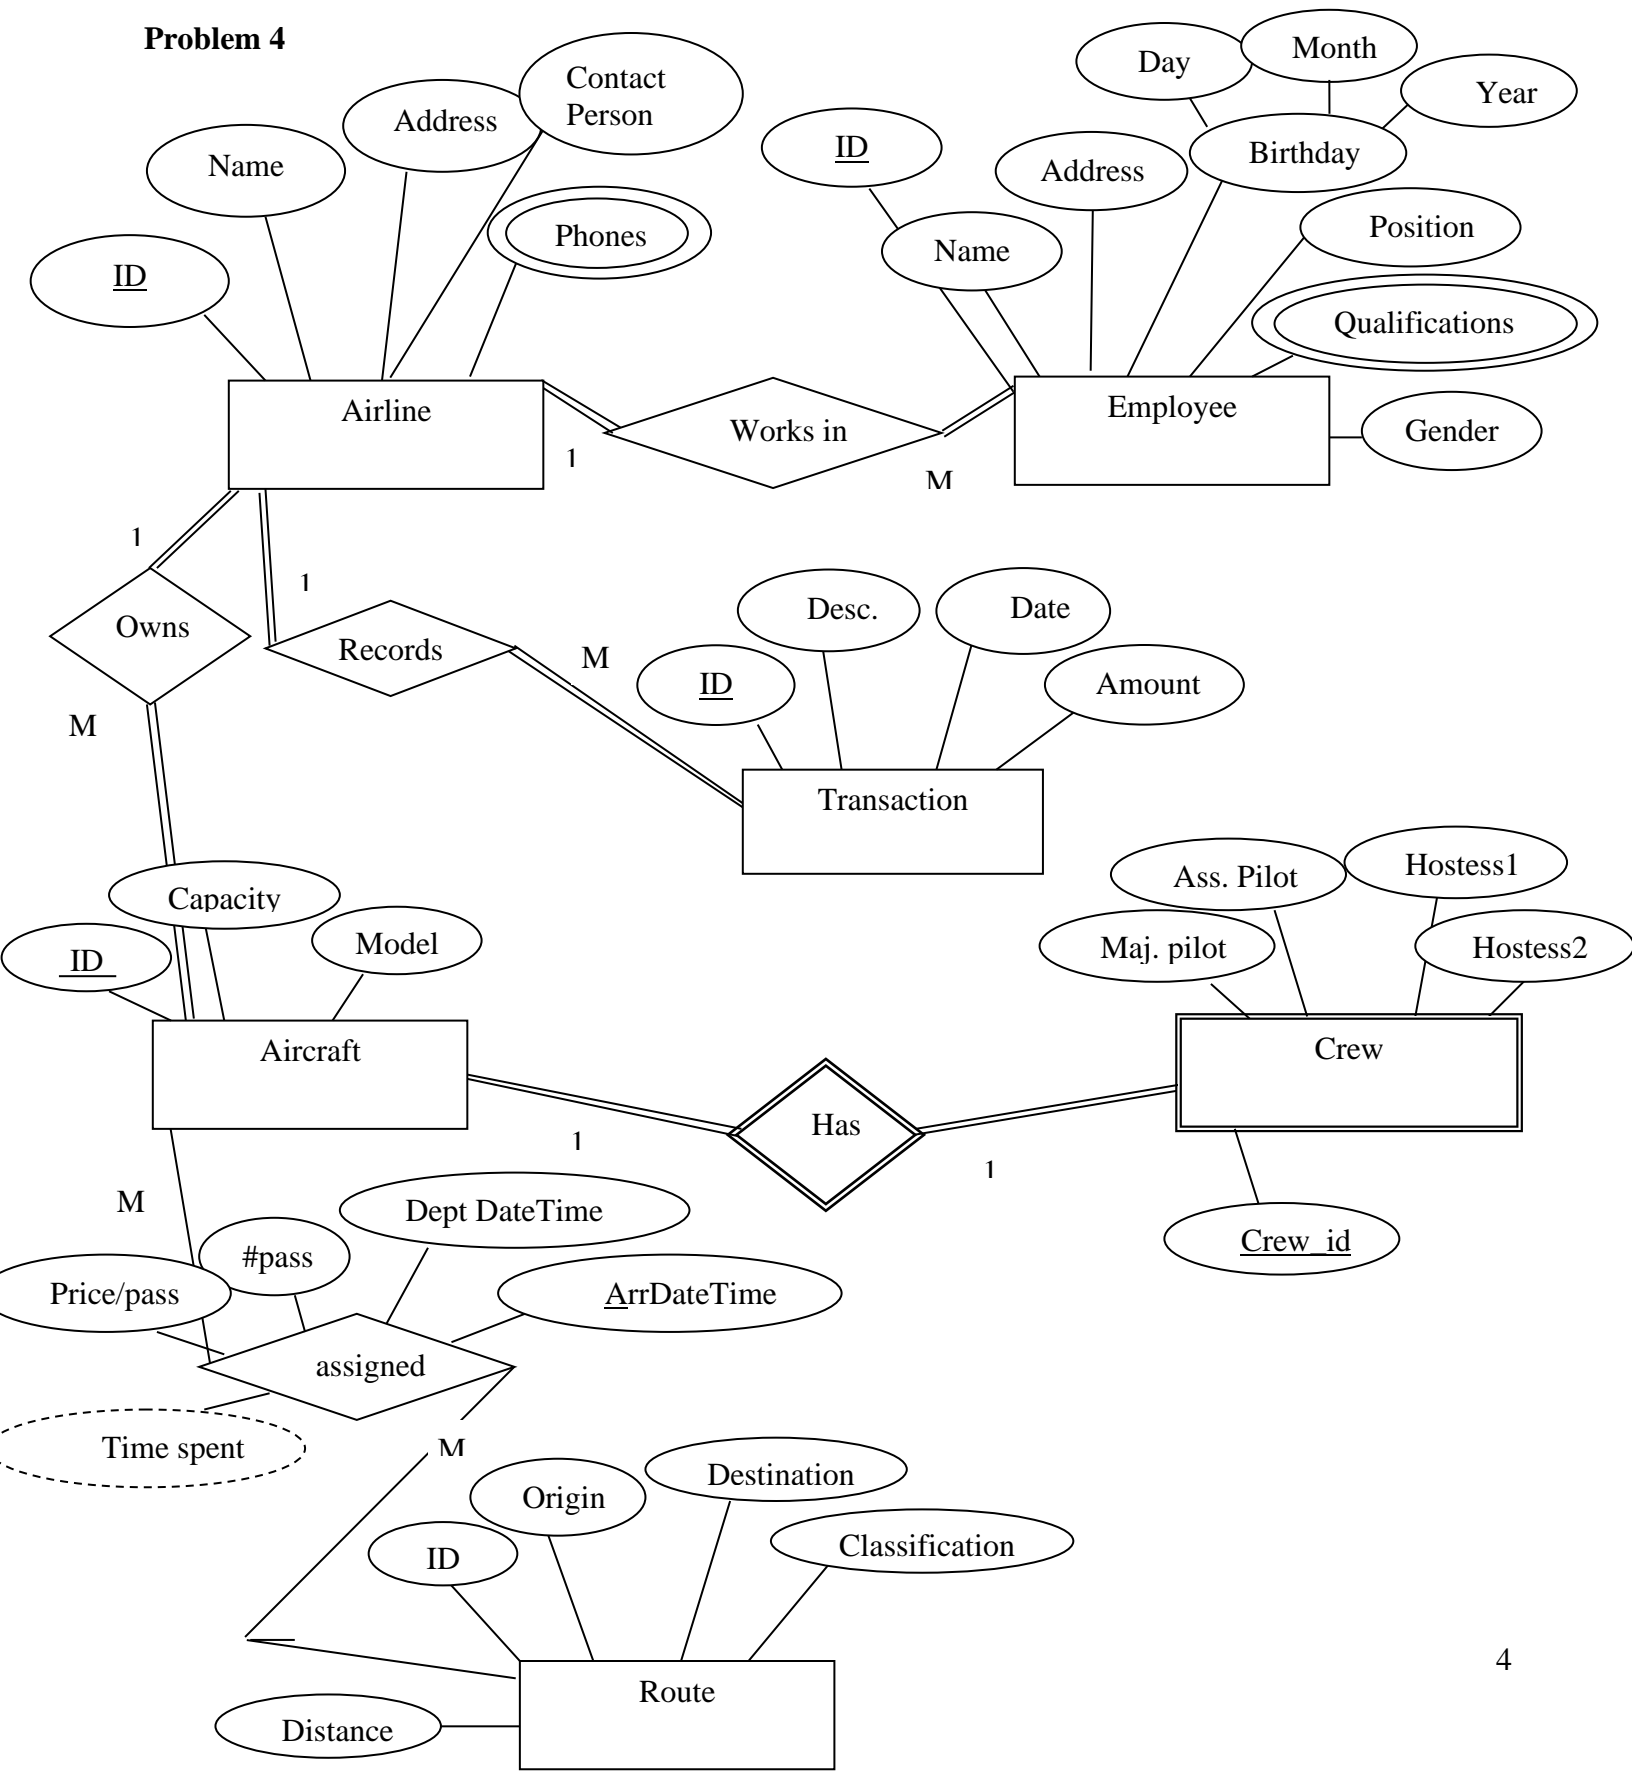 Problem 4
Contact
Person
Day
Month
Year
Address
Name
ID
Address
Birthday
Phones
Position
ID
Name
Qualifications
Airline
Works in
Employee
Gender
1
M
1
1
Owns
Records
M
Desc.
Date
M
ID
Amount
Transaction
Capacity
Ass. Pilot
Hostess1
ID
Model
Maj. pilot
Hostess2
Aircraft
Crew
Has
1
1
M
Dept DateTime
Crew_id
#pass
Price/pass
ArrDateTime
assigned
Time spent
M
Destination
Origin
Classification
ID
Route
Distance
4